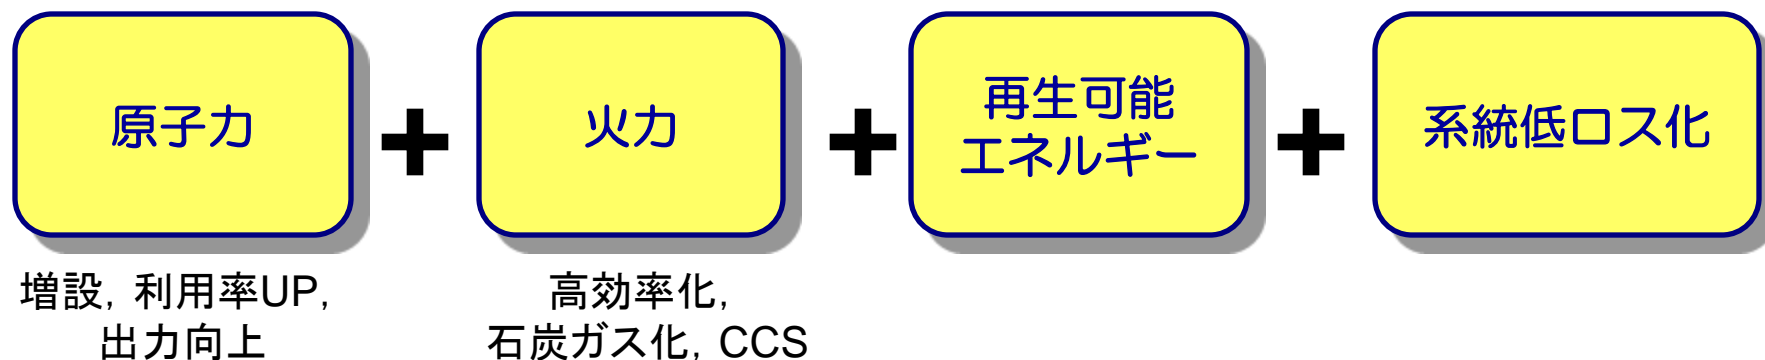 原子力
火力
再生可能
エネルギー
系統低ロス化
増設, 利用率UP,
出力向上
高効率化,
石炭ガス化, CCS